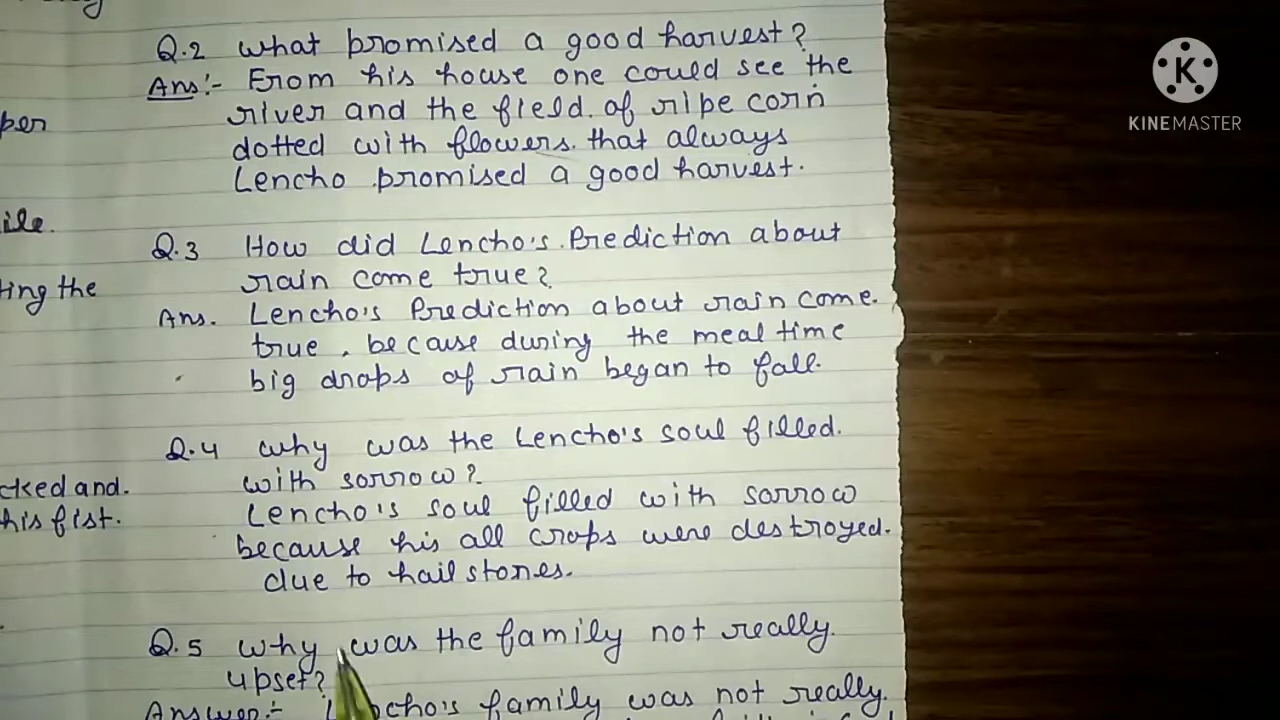 Q.2 What promised a good harvest?
Ans:- From his house one could see the
river and the field. of ripe corn
dotted with flowers. that always
Lencho promised a good harvest.
Q.3 How did Lencho's Prediction about
rain come true?
Ans. Lencho's Prediction about rain come.
true, because during the meal time
big drops of rain began to fall.
Q.4 Why was the Lencho's soul filled.
with sorrow?
Lencho's soul filled with sorrow
because his all crops were destroyed.
due to hail stones.
Q.5 Why was the family not really.
upset?
Answer:- family was not really.
per
ile.
ting the
cked and.
his fist.
K
KINEMASTER